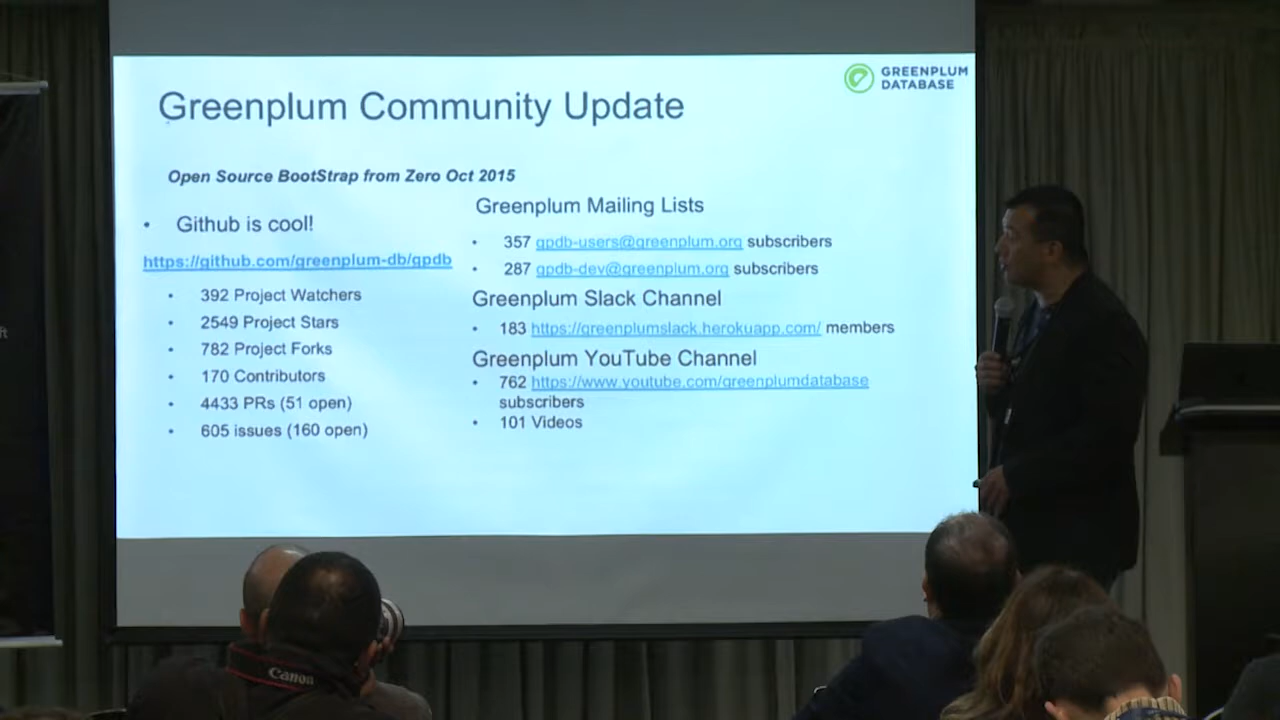 GREENPLUM
DATABASE
Greenplum Community Update
Open Source BootStrap from Zero Oct 2015
• Github is cool!
https://github.com/greenplum-db/gpdb
• 392 Project Watchers
• 2549 Project Stars
• 782 Project Forks
• 170 Contributors
• 4433 PRs (51 open)
• 605 issues (160 open)
Greenplum Mailing Lists
• 357 gpdb-users@greenplum.org subscribers
• 287 gpdb-dev@greenplum.org subscribers
Greenplum Slack Channel
• 183 https://greenplumslack.herokuapp.com/ members
Greenplum YouTube Channel
• 762 https://www.youtube.com/greenplumdatabase
subscribers
• 101 Videos
Canon